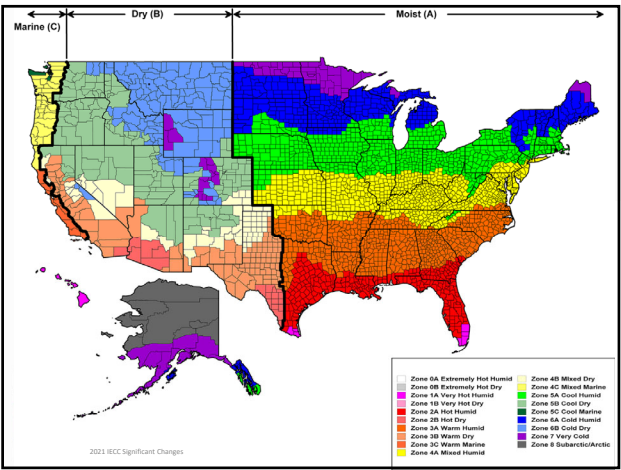 Marine (C)
Dry (B)
Moist (A)
Zone 0A Extremely Hot Humid
Zone 0B Extremely Hot Dry
Zone 1A Very Hot Humid
Zone 1B Very Hot Dry
Zone 2A Hot Humid
Zone 2B Hot Dry
Zone 3A Warm Humid
Zone 3B Warm Dry
Zone 3C Warm Marine
Zone 4A Mixed Humid
Zone 4B Mixed Dry
Zone 4C Mixed Marine
Zone 5A Cool Humid
Zone 5B Cool Dry
Zone 5C Cool Marine
Zone 6A Cold Humid
Zone 6B Cold Dry
Zone 7 Very Cold
Zone 8 Subarctic/Arctic
2021 IECC Significant Changes